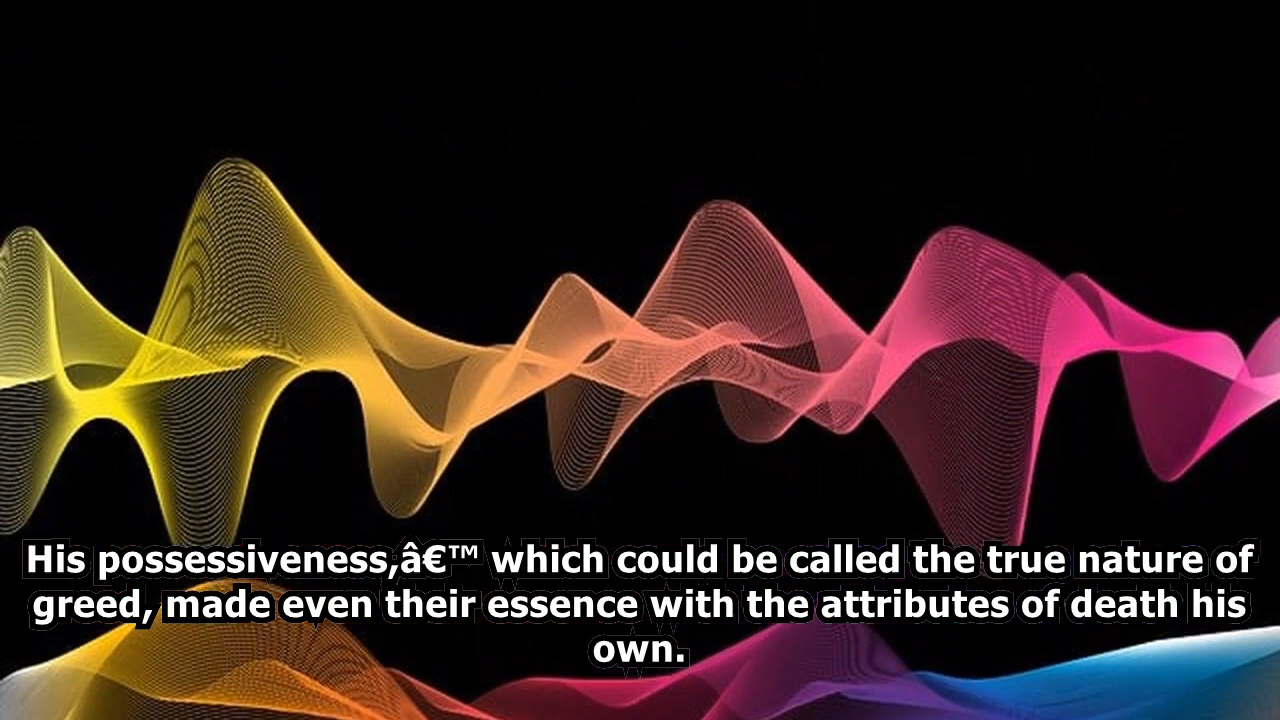 His possessiveness,â€™ which could be called the true nature of
greed, made even their essence with the attributes of death his
own.